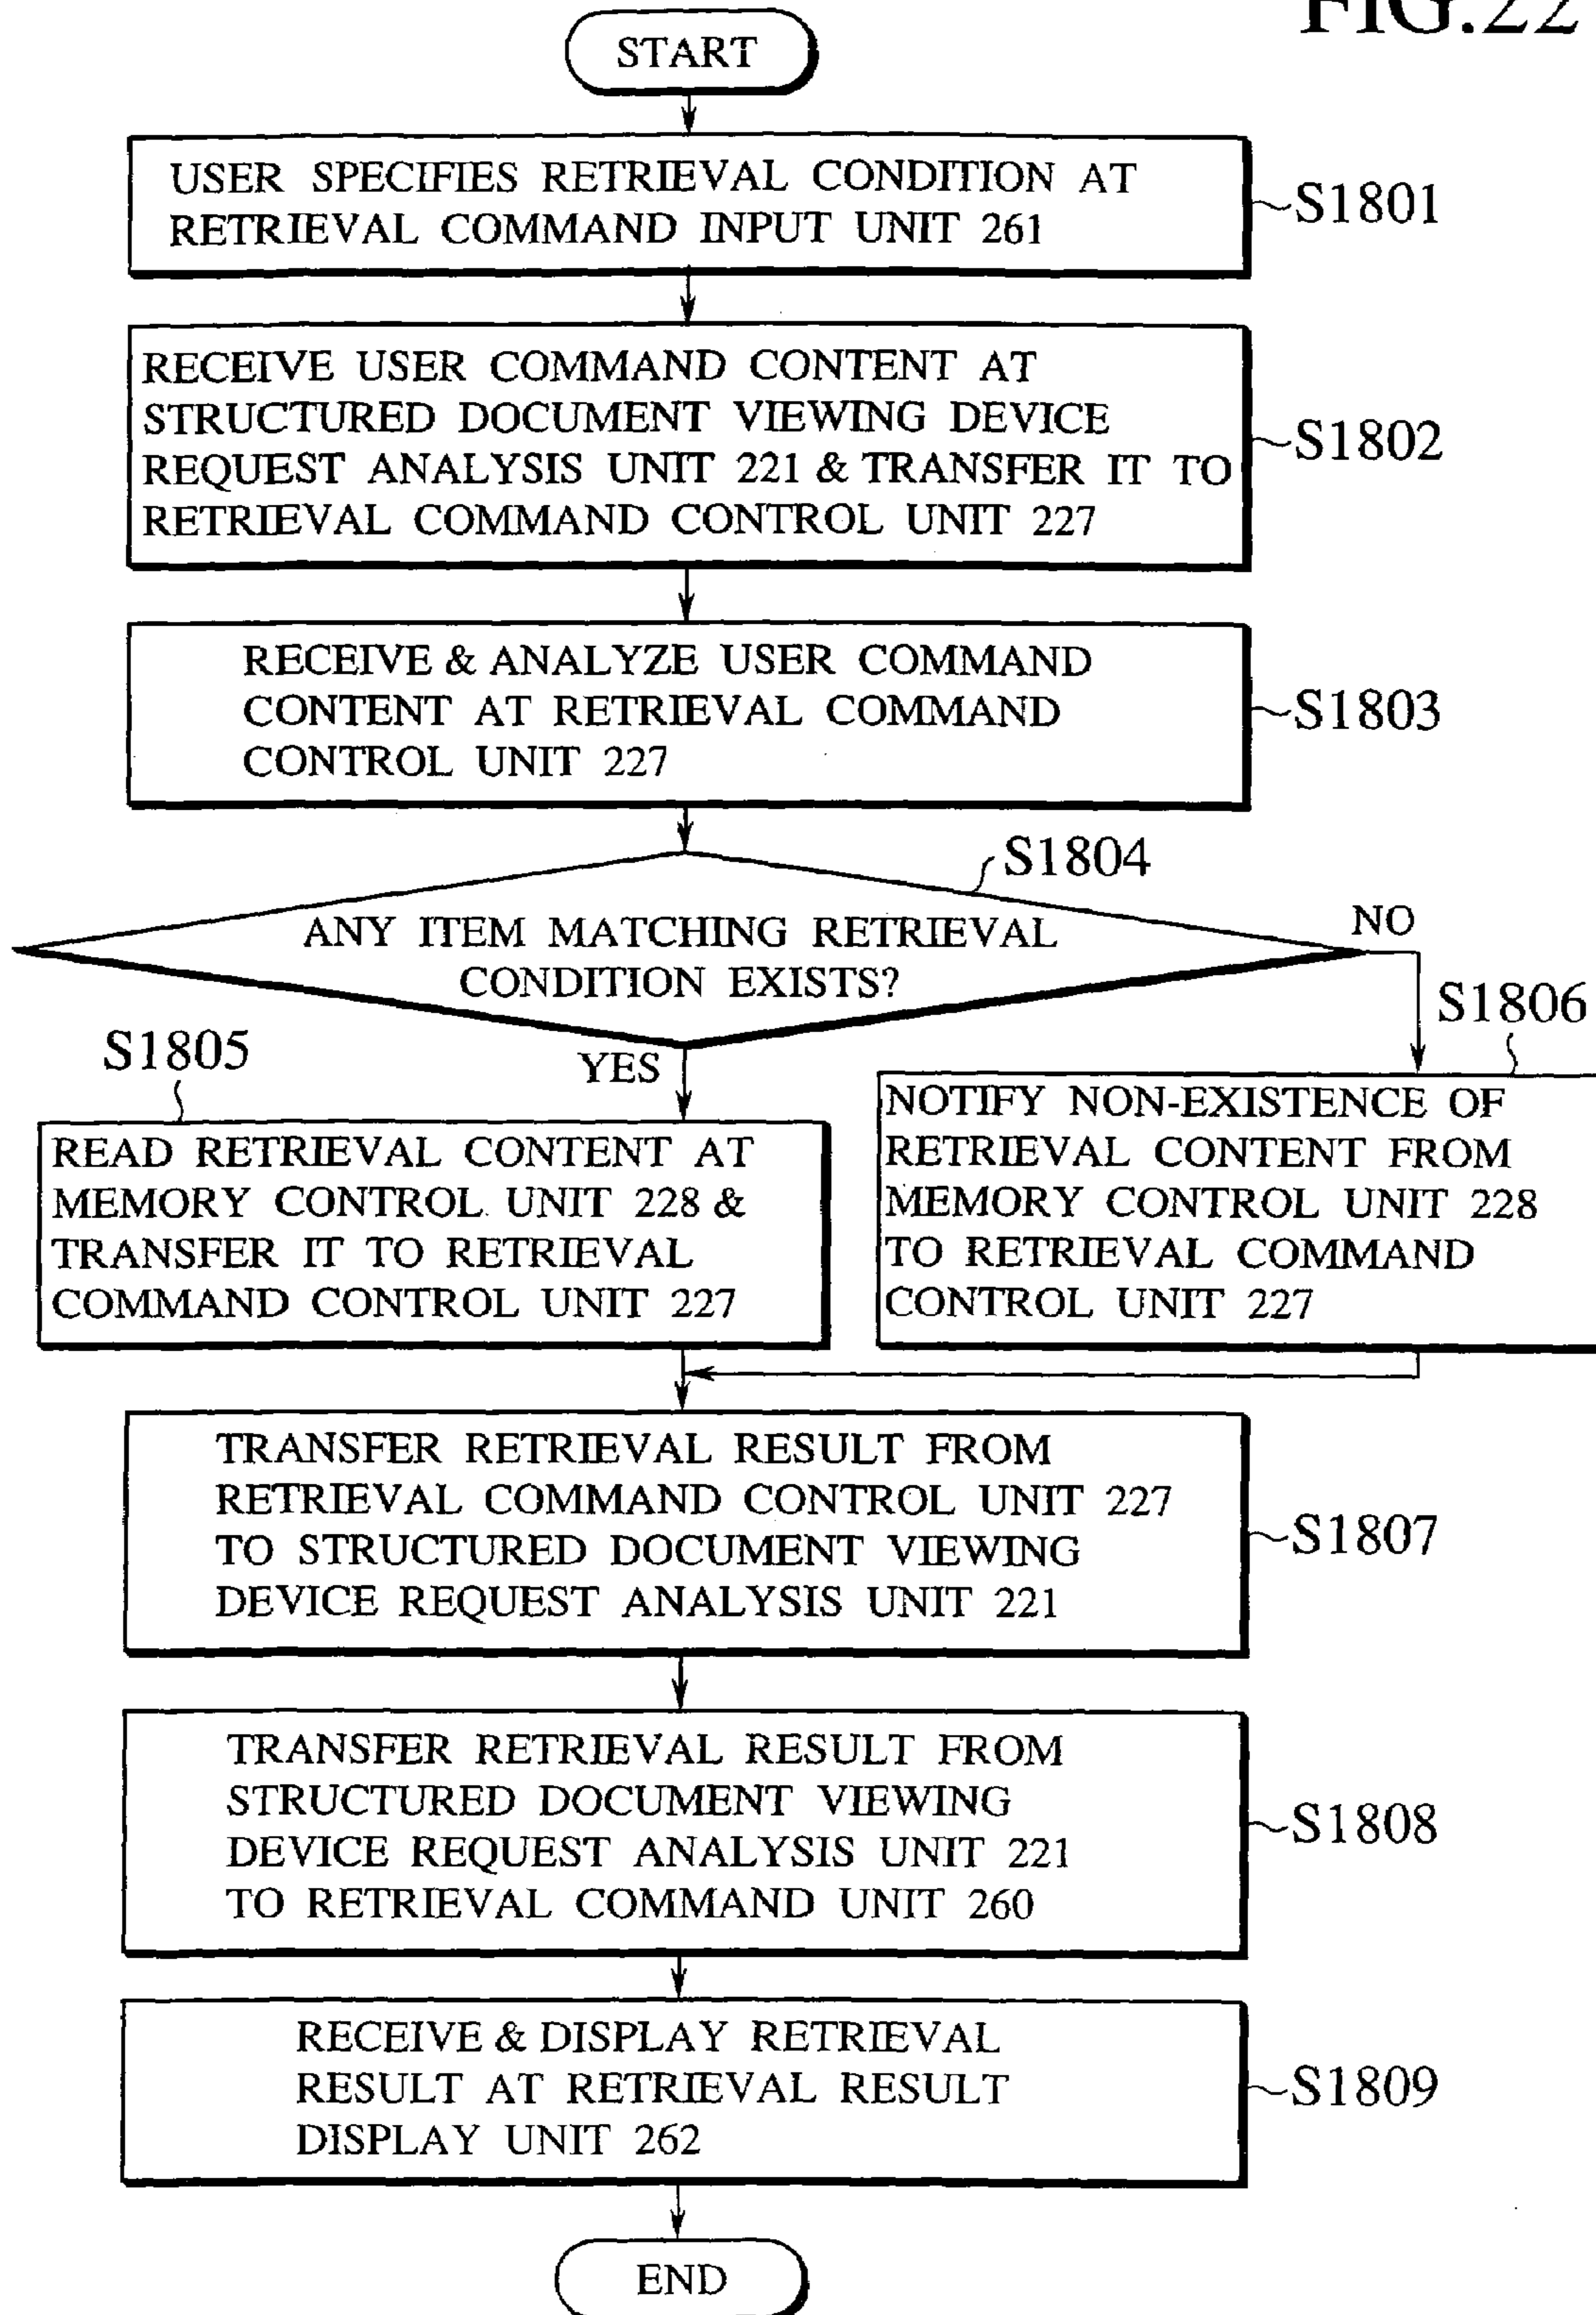 FIG.22
START
USER SPECIFIES RETRIEVAL CONDITION AT
RETRIEVAL COMMAND INPUT UNIT 261
S1801
RECEIVE USER COMMAND CONTENT AT
STRUCTURED DOCUMENT VIEWING DEVICE
REQUEST ANALYSIS UNIT 221 & TRANSFER IT TO
RETRIEVAL COMMAND CONTROL UNIT 227
S1802
RECEIVE & ANALYZE USER COMMAND
CONTENT AT RETRIEVAL COMMAND
CONTROL UNIT 227
S1803
S1804
ANY ITEM MATCHING RETRIEVAL
CONDITION EXISTS?
NO
YES
S1805
READ RETRIEVAL CONTENT AT
MEMORY CONTROL UNIT 228 &
TRANSFER IT TO RETRIEVAL
COMMAND CONTROL UNIT 227
S1806
NOTIFY NON-EXISTENCE OF
RETRIEVAL CONTENT FROM
MEMORY CONTROL UNIT 228
TO RETRIEVAL COMMAND
CONTROL UNIT 227
TRANSFER RETRIEVAL RESULT FROM
RETRIEVAL COMMAND CONTROL UNIT 227
TO STRUCTURED DOCUMENT VIEWING
DEVICE REQUEST ANALYSIS UNIT 221
S1807
TRANSFER RETRIEVAL RESULT FROM
STRUCTURED DOCUMENT VIEWING
DEVICE REQUEST ANALYSIS UNIT 221
TO RETRIEVAL COMMAND UNIT 260
S1808
RECEIVE & DISPLAY RETRIEVAL
RESULT AT RETRIEVAL RESULT
DISPLAY UNIT 262
S1809
END